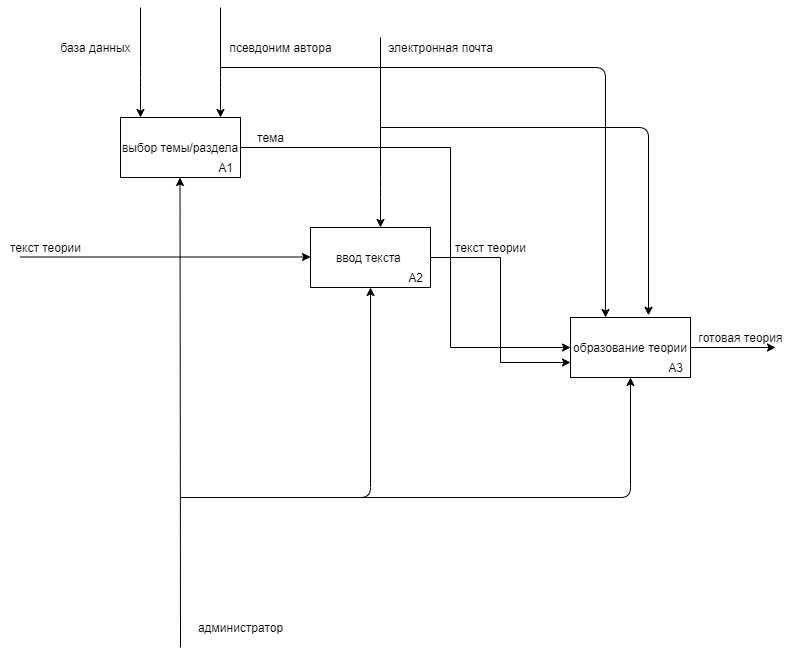 база данных
псевдоним автора
электронная почта
выбор темы/раздела
A1
тема
текст теории
ввод текста
A2
текст теории
образование теории
A3
готовая теория
администратор